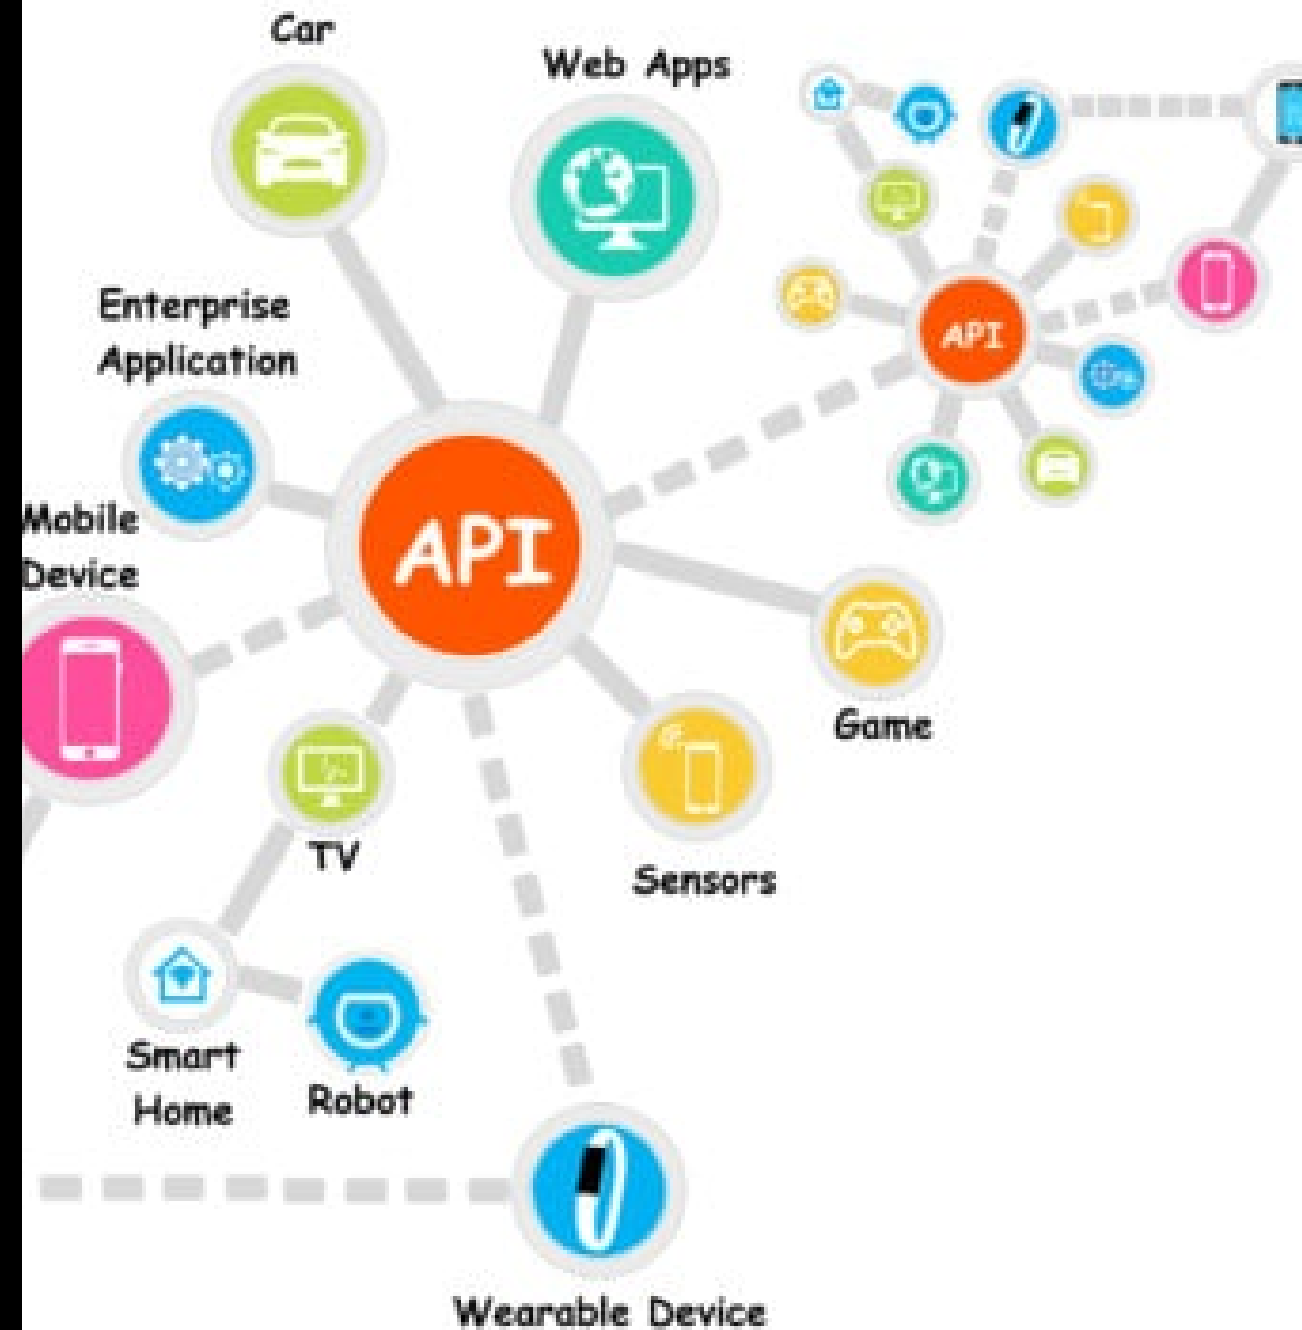 Car
Web Apps
Enterprise
Application
API
Mobile
Device
API
Game
TV
Sensors
Smart
Home
Robot
Wearable Device